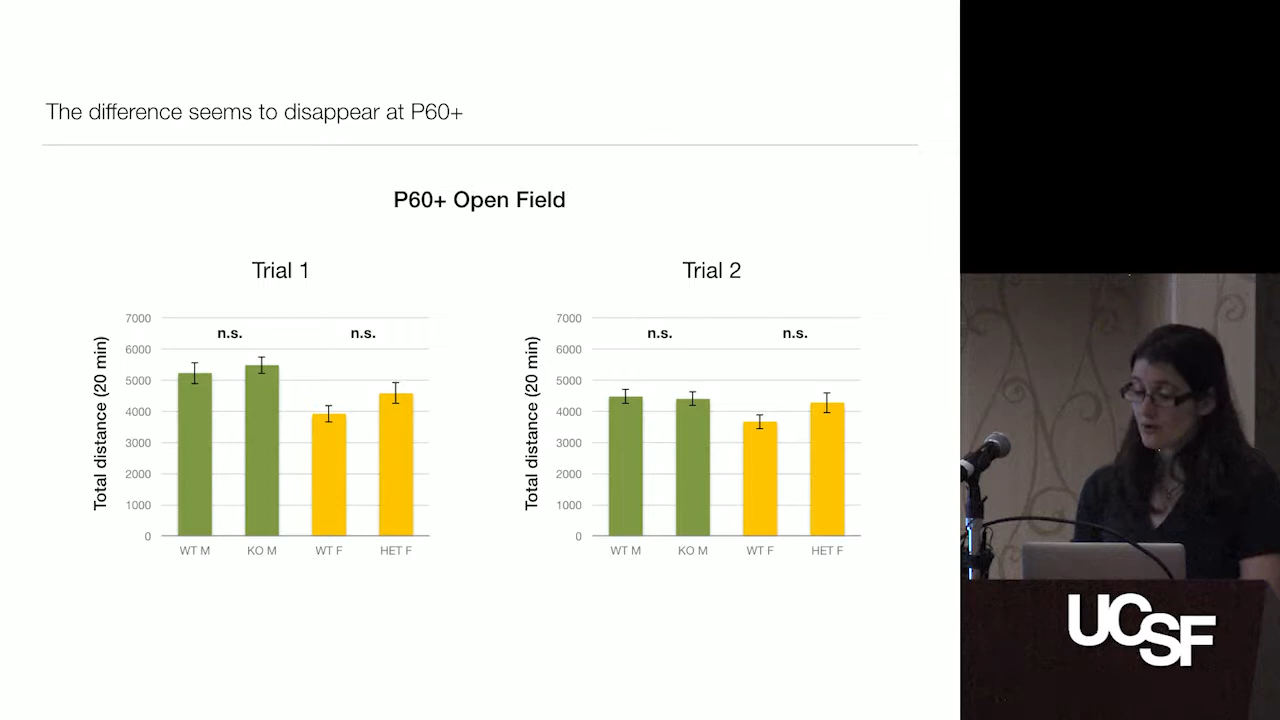 The difference seems to disappear at P60+
P60+ Open Field
Trial 1
Total distance (20 min)
7000
6000
5000
4000
3000
2000
1000
0
n.s.
n.s.
WT M
KO M
WT F
HET F
Trial 2
Total distance (20 min)
7000
6000
5000
4000
3000
2000
1000
0
n.s.
n.s.
WT M
KO M
WT F
HET F
UCSF